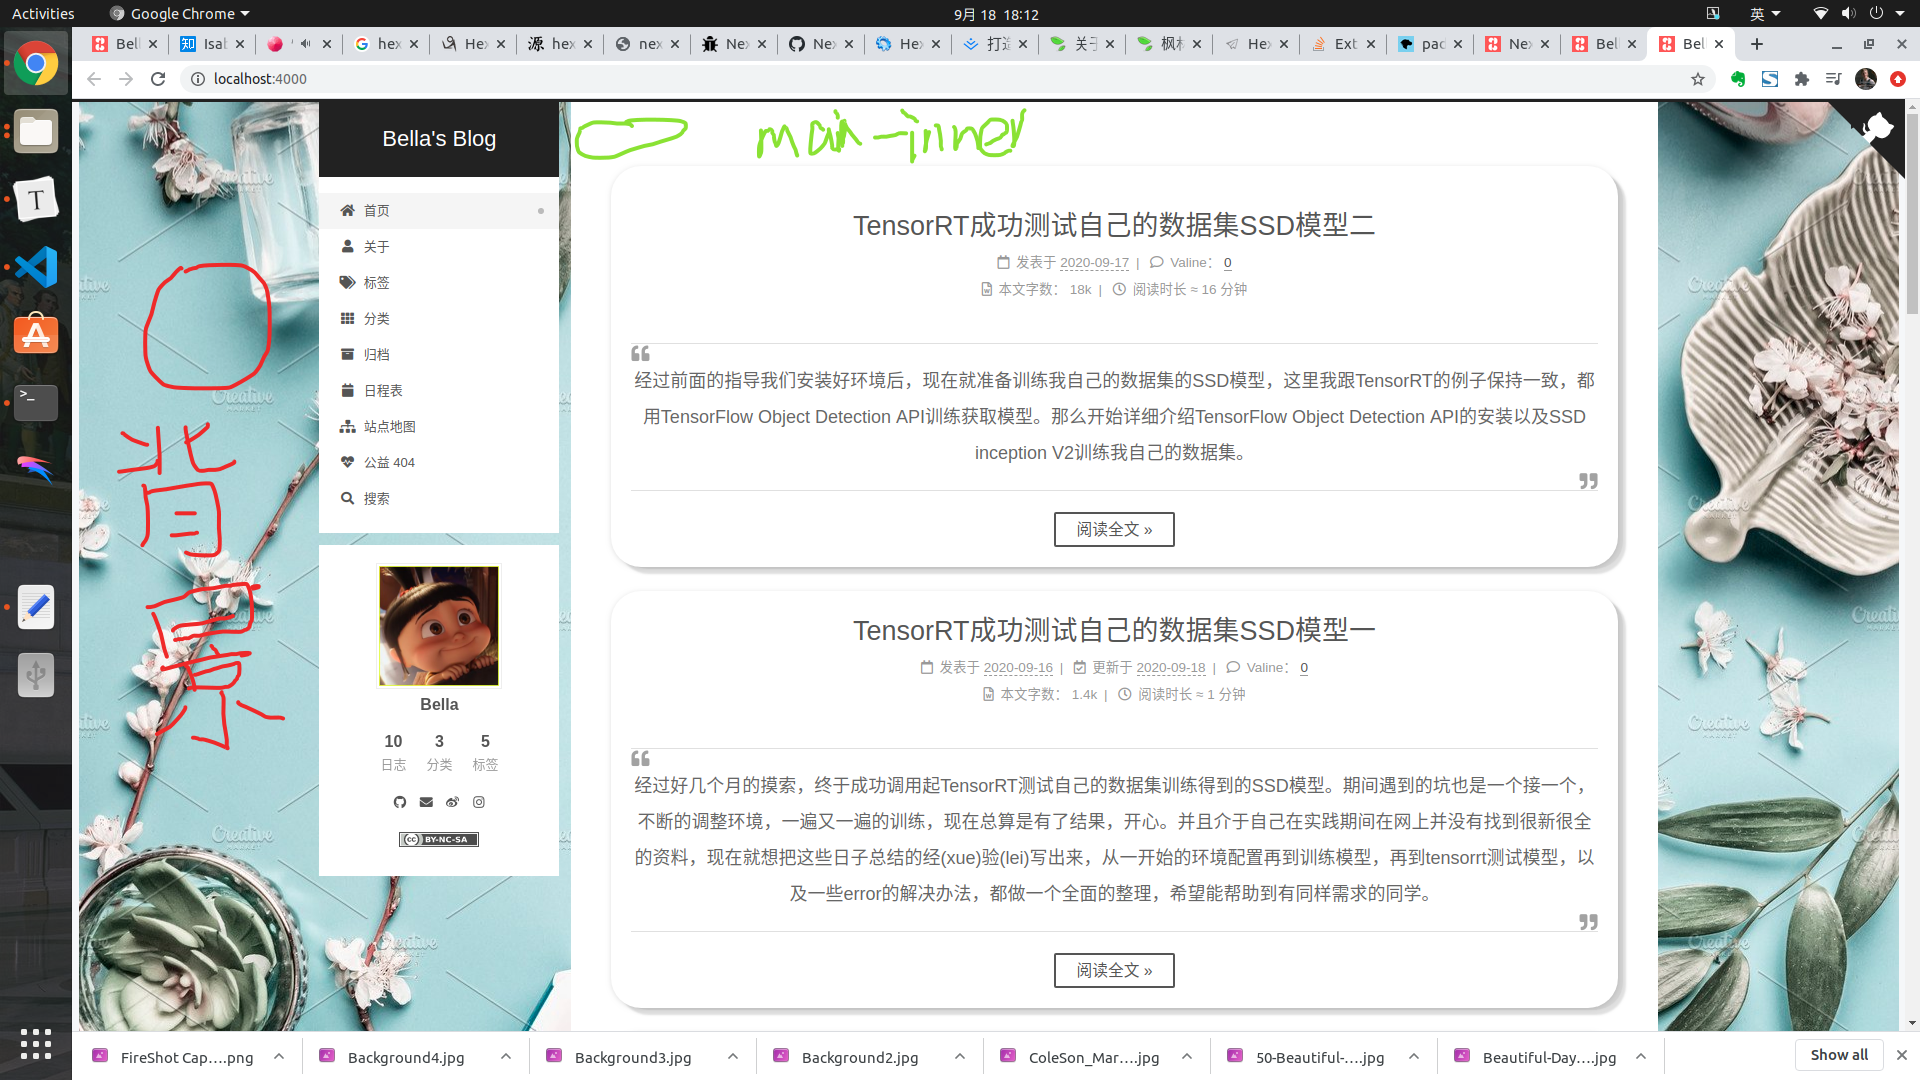 Activities
Google Chrome
9月 18 18:12
英
Bell
Isab
hex
Hex
hex
nex
Nex
Nex
Hex
打造
关于
枫林
Hex
Ext
pad
Nex
Bell
Bell
localhost:4000
Bella's Blog
首页
关于
标签
分类
归档
日程表
站点地图
公益 404
搜索
Bella
10
3
5
日志
分类
标签
BY-NC-SA
背景
main-inner
TensorRT成功测试自己的数据集SSD模型二
发表于 2020-09-17 | Valine： 0
本文字数： 18k | 阅读时长 ≈ 16 分钟
经过前面的指导我们安装好环境后，现在就准备训练我自己的数据集的SSD模型，这里我跟TensorRT的例子保持一致，都
用TensorFlow Object Detection API训练获取模型。那么开始详细介绍TensorFlow Object Detection API的安装以及SSD
inception V2训练我自己的数据集。
阅读全文 »
TensorRT成功测试自己的数据集SSD模型一
发表于 2020-09-16 | 更新于 2020-09-18 | Valine： 0
本文字数： 1.4k | 阅读时长 ≈ 1 分钟
经过好几个月的摸索，终于成功调用起TensorRT测试自己的数据集训练得到的SSD模型。期间遇到的坑也是一个接一个，
不断的调整环境，一遍又一遍的训练，现在总算是有了结果，开心。并且介于自己在实践期间在网上并没有找到很新很全
的资料，现在就想把这些日子总结的经(xue)验(lei)写出来，从一开始的环境配置再到训练模型，再到tensorrt测试模型，以
及一些error的解决办法，都做一个全面的整理，希望能帮助到有同样需求的同学。
阅读全文 »
Creative
MARKET
FireShot Cap....png
Background4.jpg
Background3.jpg
Background2.jpg
ColeSon_Mar....jpg
50-Beautiful-....jpg
Beautiful-Day....jpg
Show all